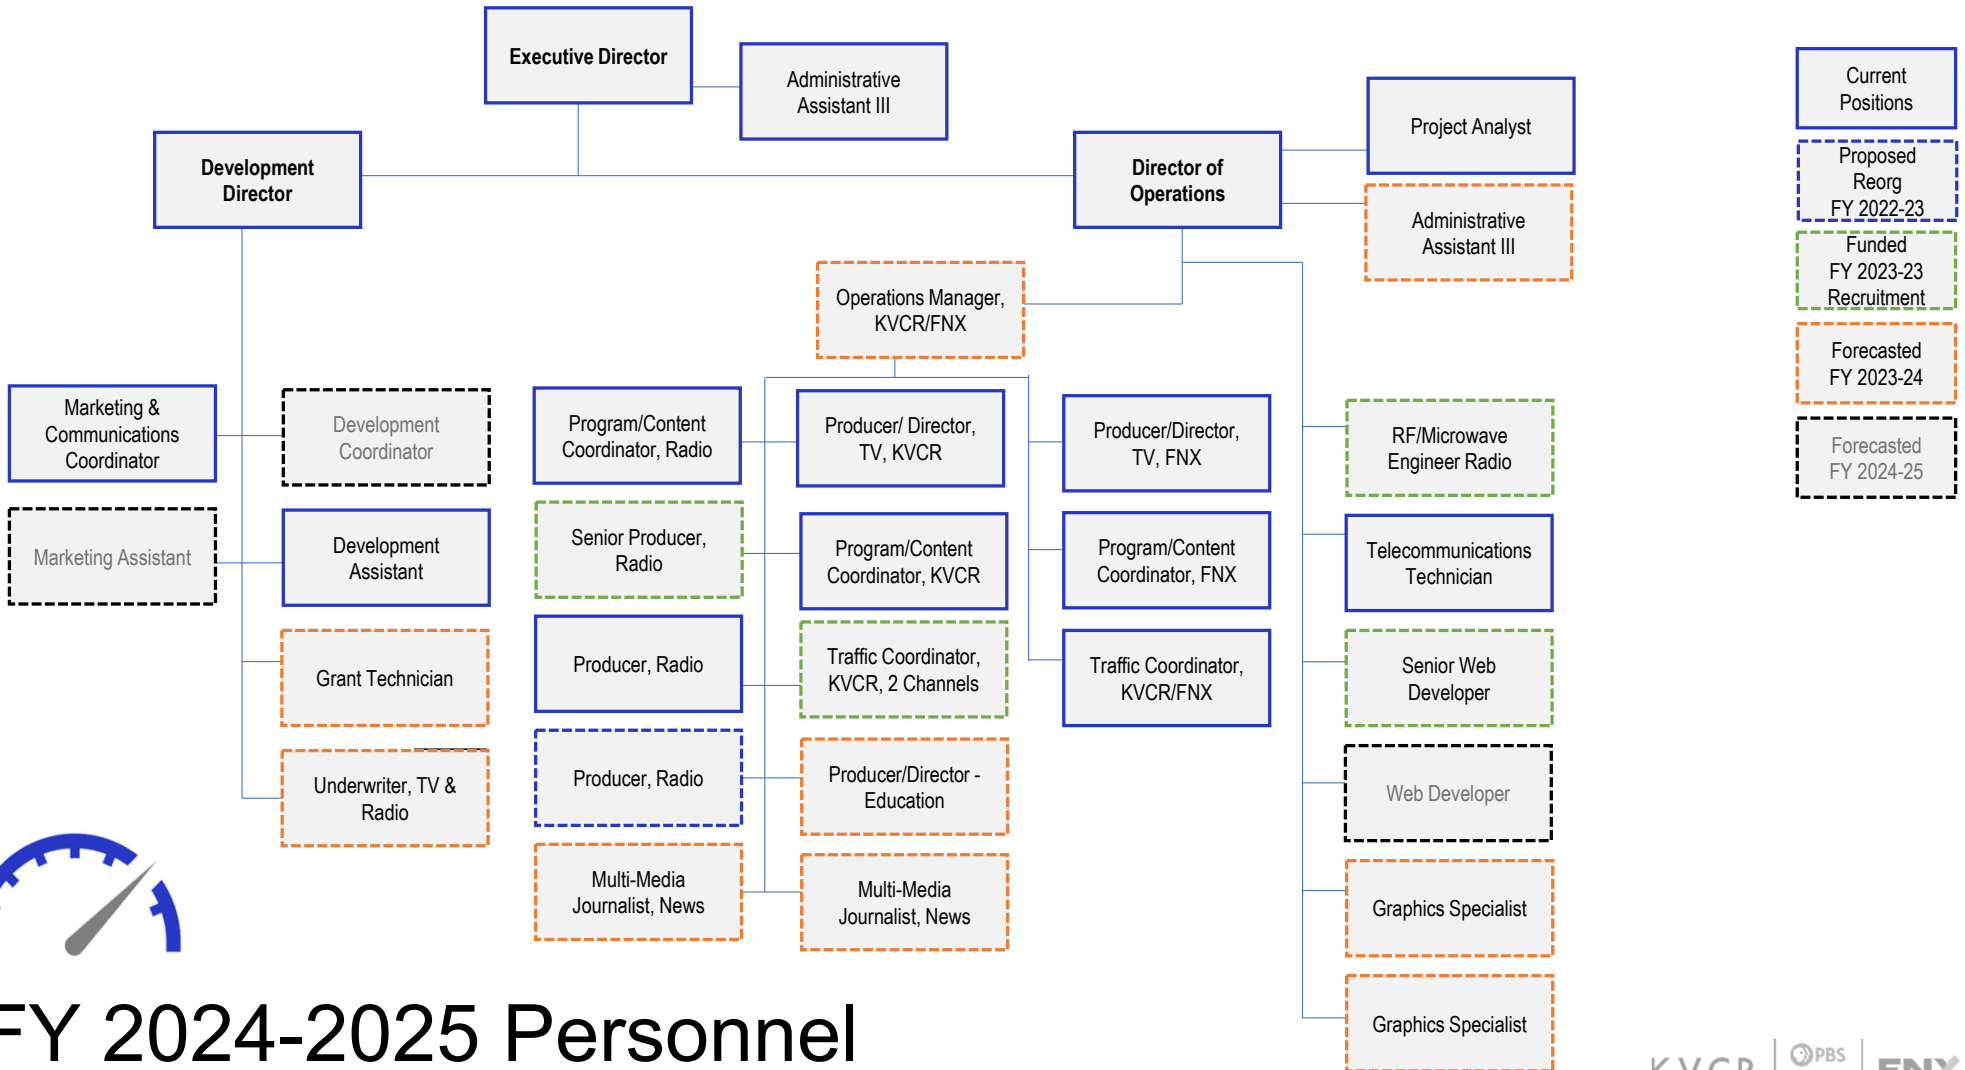 Executive Director
Administrative
Assistant III
Project Analyst
Current
Positions
Development
Director
Director of
Operations
Proposed
Reorg
FY 2022-23
Administrative
Assistant III
Funded
FY 2023-23
Recruitment
Operations Manager,
KVCR/FNX
Forecasted
FY 2023-24
Forecasted
FY 2024-25
Marketing &
Communications
Coordinator
Development
Coordinator
Program/Content
Coordinator, Radio
Producer/ Director,
TV, KVCR
Producer/Director,
TV, FNX
RF/Microwave
Engineer Radio
Marketing Assistant
Development
Assistant
Senior Producer,
Radio
Program/Content
Coordinator, KVCR
Program/Content
Coordinator, FNX
Telecommunications
Technician
Grant Technician
Producer, Radio
Traffic Coordinator,
KVCR, 2 Channels
Traffic Coordinator,
KVCR/FNX
Senior Web
Developer
Underwriter, TV &
Radio
Producer, Radio
Producer/Director -
Education
Web Developer
Multi-Media
Journalist, News
Multi-Media
Journalist, News
Graphics Specialist
Graphics Specialist
FY 2024-2025 Personnel
KVCR
PBS
FNX